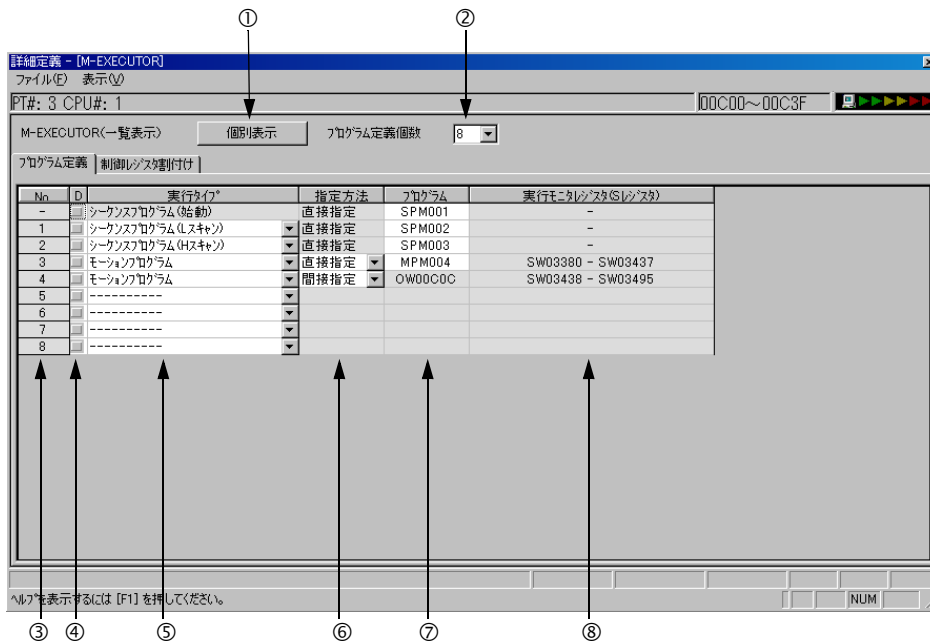 ① ②
詳細定義 - [M-EXECUTOR]
ファイル(F) 表示(V)
PT#: 3 CPU#: 1 00C00～00C3F
M-EXECUTOR(一覧表示) 個別表示 プログラム定義個数 8
プログラム定義 制御レジスタ割付け
No D 実行タイプ 指定方法 プログラム 実行モニタレジスタ(Sレジスタ)
- シーケンスプログラム(始動) 直接指定 SPM001 -
1 シーケンスプログラム(Lスキャン) 直接指定 SPM002 -
2 シーケンスプログラム(Hスキャン) 直接指定 SPM003 -
3 モーションプログラム 直接指定 MPM004 SW03380 - SW03437
4 モーションプログラム 間接指定 OW00C0C SW03438 - SW03495
5 ----------
6 ----------
7 ----------
8 ----------
ヘルプを表示するには [F1] を押してください。 NUM
③ ④ ⑤ ⑥ ⑦ ⑧